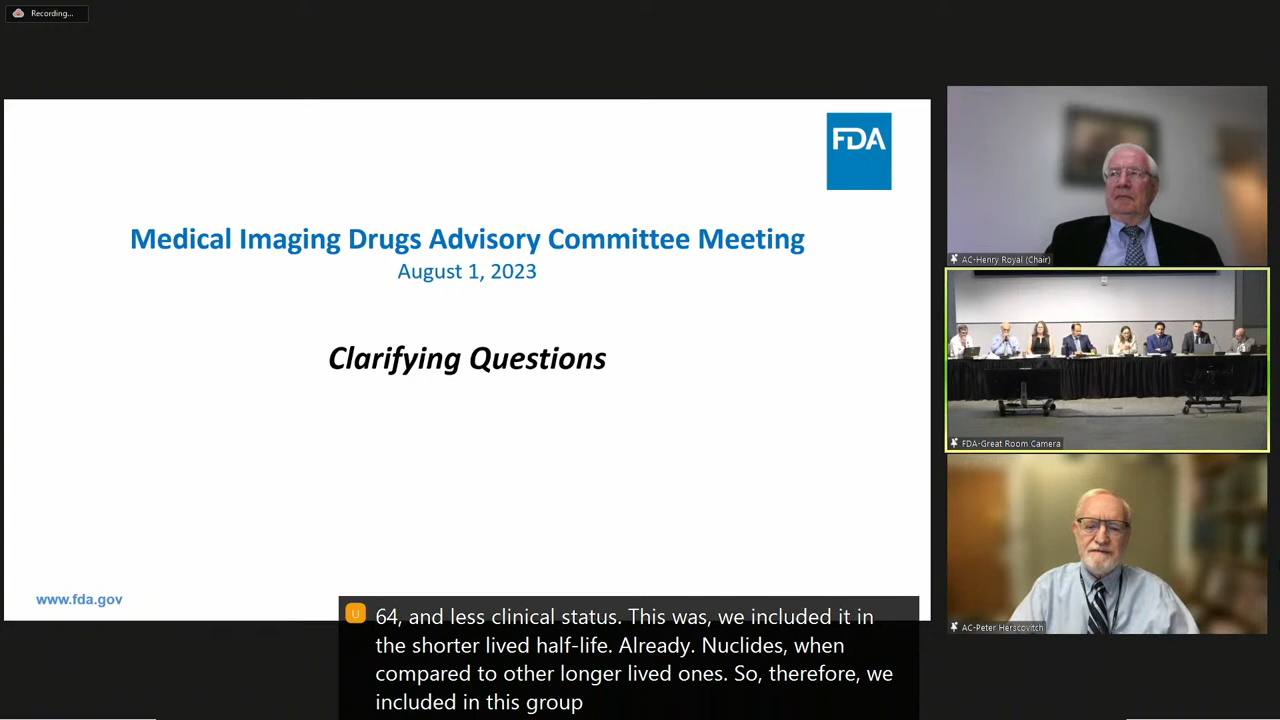 Recording...
FDA
Medical Imaging Drugs Advisory Committee Meeting
August 1, 2023
Clarifying Questions
www.fda.gov
AC-Henry Royal (Chair)
FDA-Great Room Camera
AC-Peter Herscovitch
U
64, and less clinical status. This was, we included it in
the shorter lived half-life. Already. Nuclides, when
compared to other longer lived ones. So, therefore, we
included in this group